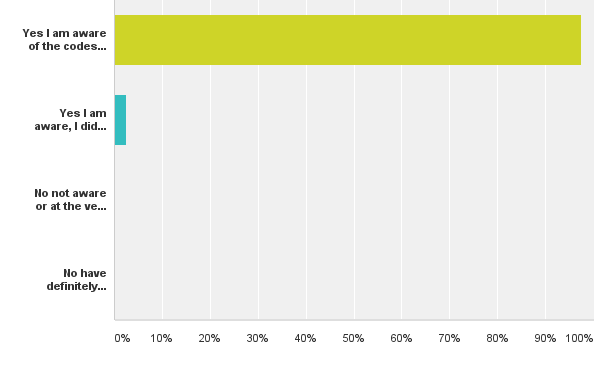 Yes I am aware
of the codes...
Yes I am
aware, I did...
No not aware
or at the ve...
No have
definitely...
0% 10% 20% 30% 40% 50% 60% 70% 80% 90% 100%